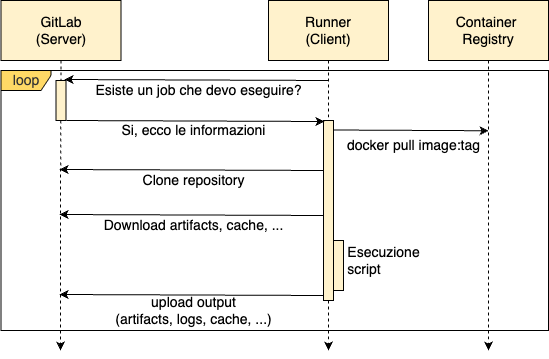 GitLab
(Server)
Runner
(Client)
Container
Registry
loop
Esiste un job che devo eseguire?
Si, ecco le informazioni
docker pull image:tag
Clone repository
Download artifacts, cache, ...
Esecuzione
script
upload output
(artifacts, logs, cache, ...)